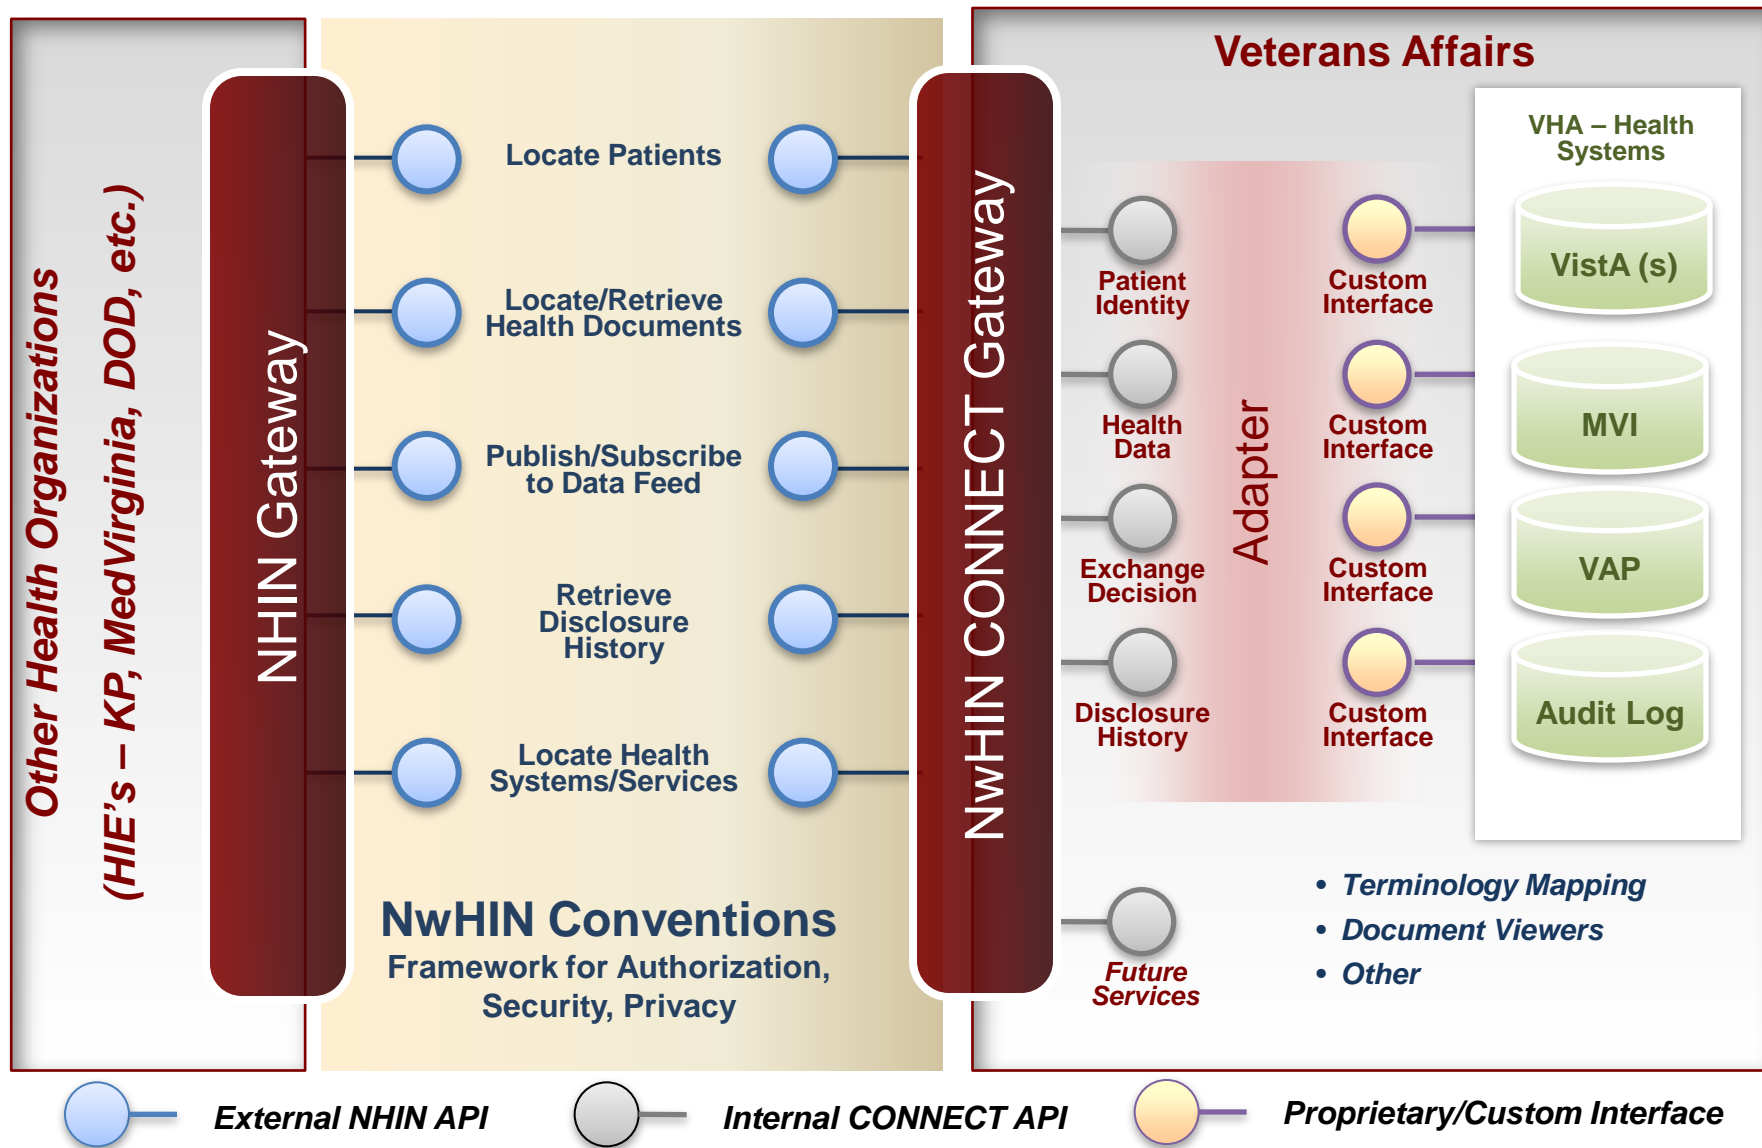 Other Health Organizations
(HIE's – KP, MedVirginia, DOD, etc.)
NHIN Gateway
Locate Patients
Locate/Retrieve
Health Documents
Publish/Subscribe
to Data Feed
Retrieve
Disclosure
History
Locate Health
Systems/Services
NwHIN Conventions
Framework for Authorization,
Security, Privacy
NwHIN CONNECT Gateway
Veterans Affairs
Patient
Identity
Health
Data
Exchange
Decision
Disclosure
History
Future
Services
Adapter
Custom
Interface
Custom
Interface
Custom
Interface
Custom
Interface
VHA – Health
Systems
VistA (s)
MVI
VAP
Audit Log
• Terminology Mapping
• Document Viewers
• Other
External NHIN API
Internal CONNECT API
Proprietary/Custom Interface